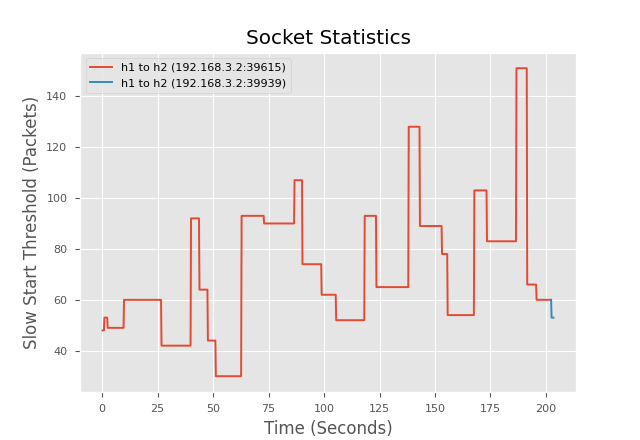 Socket Statistics
h1 to h2 (192.168.3.2:39615)
h1 to h2 (192.168.3.2:39939)
Slow Start Threshold (Packets)
140
120
100
80
60
40
0 25 50 75 100 125 150 175 200
Time (Seconds)